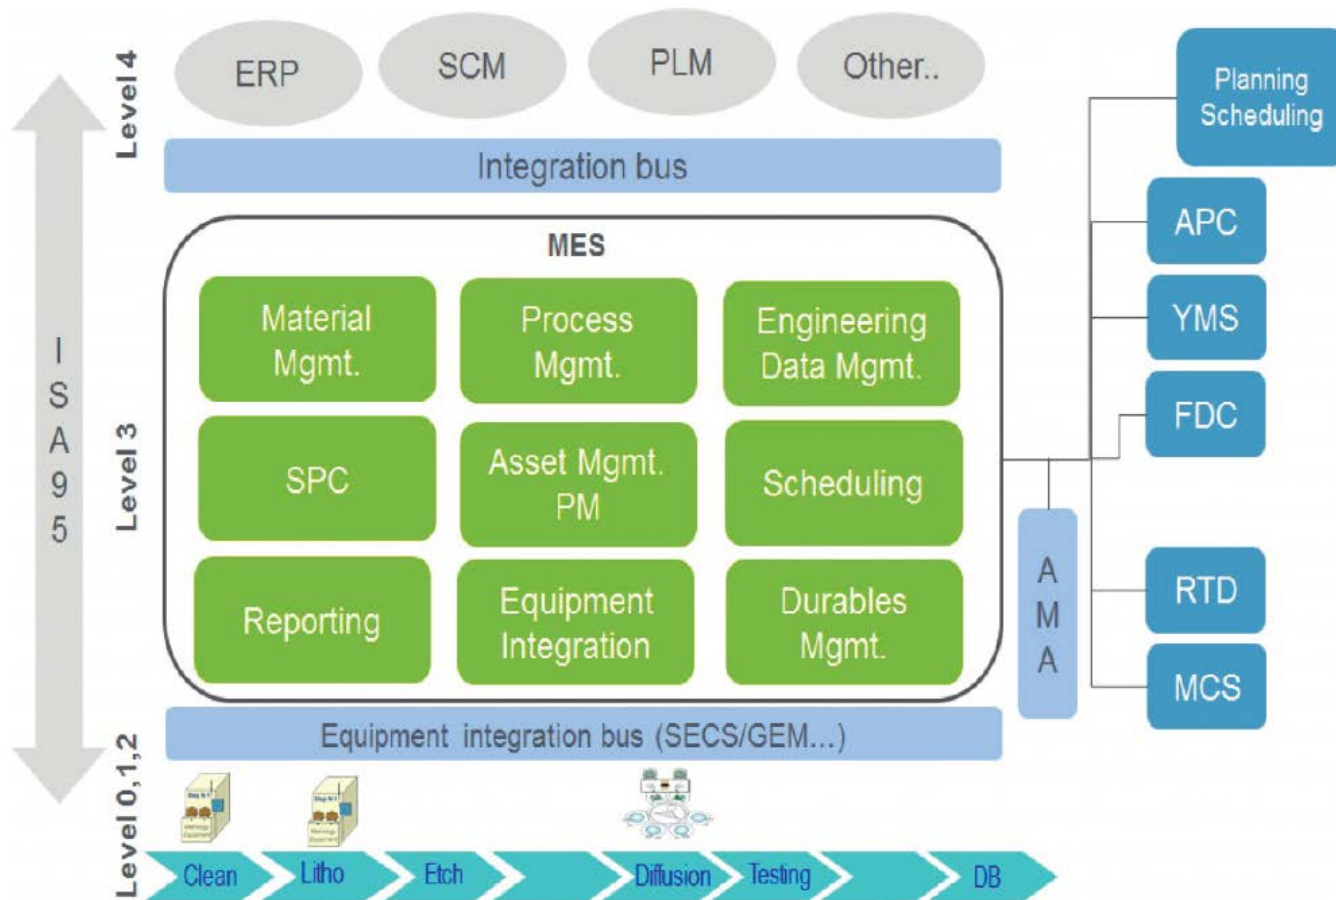 Level 4
ERP
SCM
PLM
Other..
Integration bus
I
S
A
9
5
Level 3
MES
Material
Mgmt.
Process
Mgmt.
Engineering
Data Mgmt.
SPC
Asset Mgmt.
PM
Scheduling
Reporting
Equipment
Integration
Durables
Mgmt.
A
M
A
Planning
Scheduling
APC
YMS
FDC
RTD
MCS
Equipment integration bus (SECS/GEM...)
Level 0,1,2
Clean
Litho
Etch
Diffusion
Testing
DB